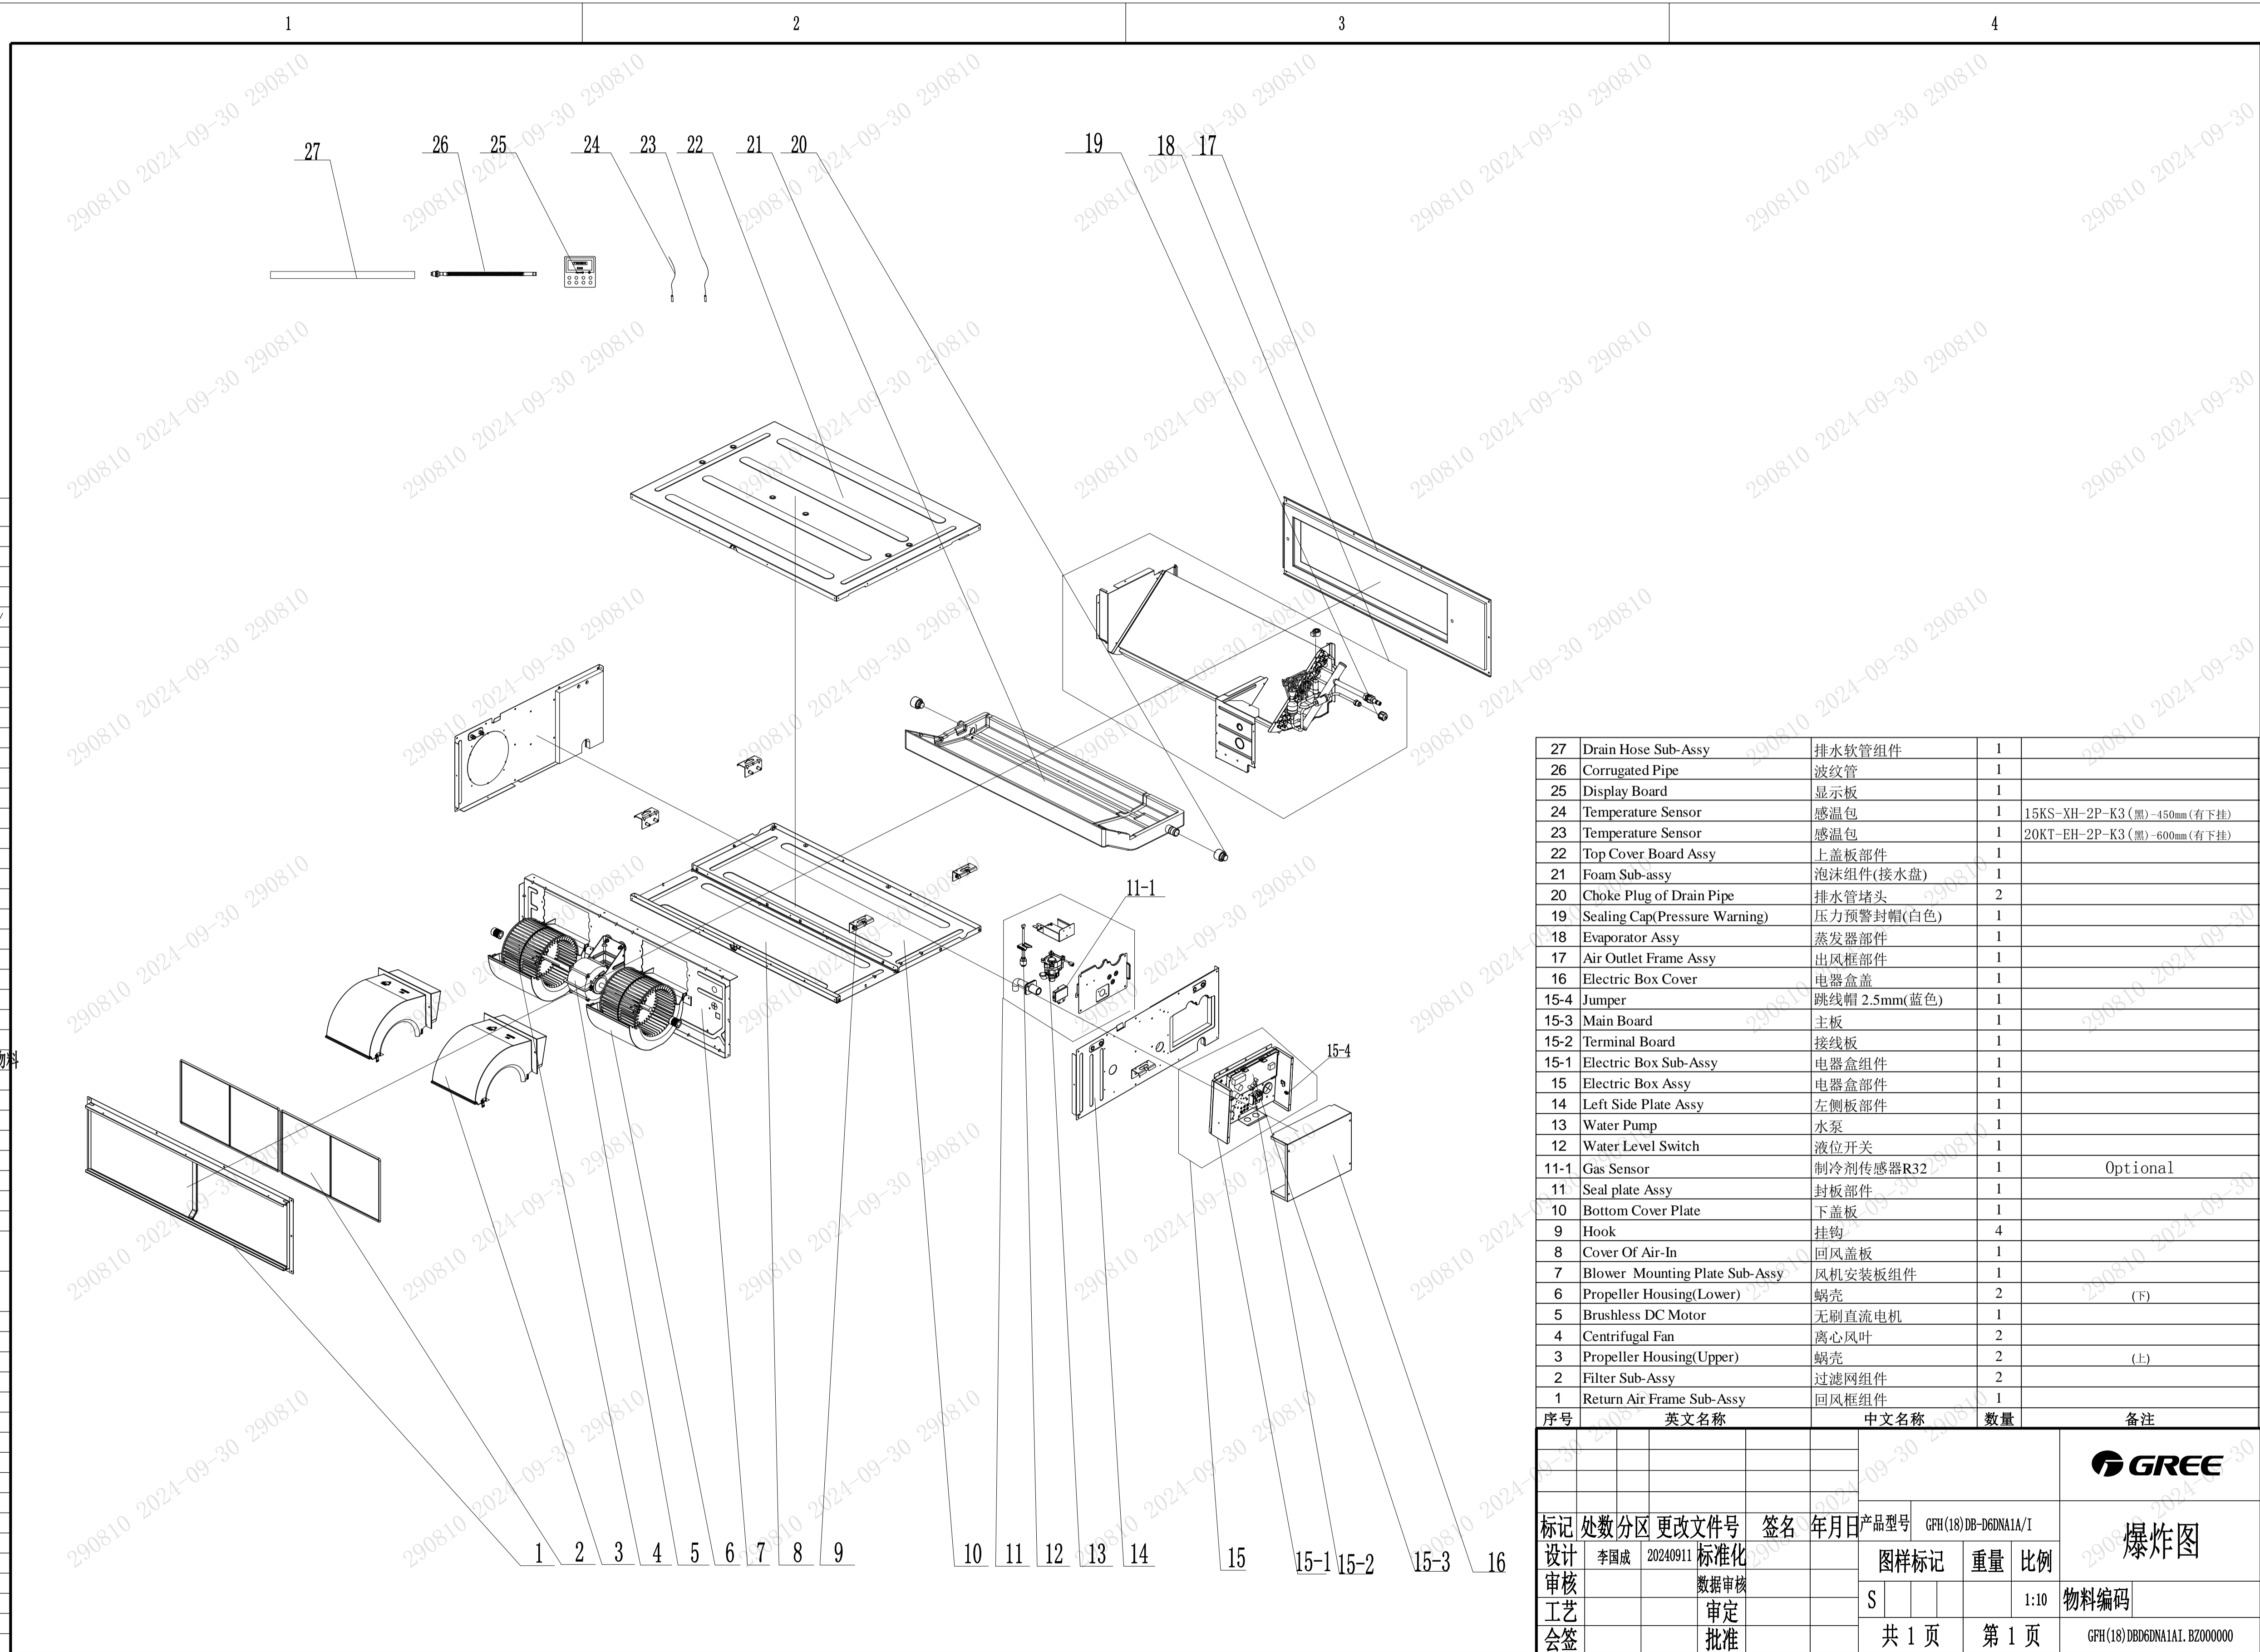 1 2 3 4
27 26 25 24 23 22 21 20 19 18 17
11-1
15-4
1 2 3 4 5 6 7 8 9 10 11 12 13 14 15 15-1 15-2 15-3 16
物料
27 Drain Hose Sub-Assy 排水软管组件 1
26 Corrugated Pipe 波纹管 1
25 Display Board 显示板 1
24 Temperature Sensor 感温包 1 15KS-XH-2P-K3(黑)-450mm(有下挂)
23 Temperature Sensor 感温包 1 20KT-EH-2P-K3(黑)-600mm(有下挂)
22 Top Cover Board Assy 上盖板部件 1
21 Foam Sub-assy 泡沫组件(接水盘) 1
20 Choke Plug of Drain Pipe 排水管堵头 2
19 Sealing Cap(Pressure Warning) 压力预警封帽(白色) 1
18 Evaporator Assy 蒸发器部件 1
17 Air Outlet Frame Assy 出风框部件 1
16 Electric Box Cover 电器盒盖 1
15-4 Jumper 跳线帽 2.5mm(蓝色) 1
15-3 Main Board 主板 1
15-2 Terminal Board 接线板 1
15-1 Electric Box Sub-Assy 电器盒组件 1
15 Electric Box Assy 电器盒部件 1
14 Left Side Plate Assy 左侧板部件 1
13 Water Pump 水泵 1
12 Water Level Switch 液位开关 1
11-1 Gas Sensor 制冷剂传感器R32 1 Optional
11 Seal plate Assy 封板部件 1
10 Bottom Cover Plate 下盖板 1
9 Hook 挂钩 4
8 Cover Of Air-In 回风盖板 1
7 Blower Mounting Plate Sub-Assy 风机安装板组件 1
6 Propeller Housing(Lower) 蜗壳 2 (下)
5 Brushless DC Motor 无刷直流电机 1
4 Centrifugal Fan 离心风叶 2
3 Propeller Housing(Upper) 蜗壳 2 (上)
2 Filter Sub-Assy 过滤网组件 2
1 Return Air Frame Sub-Assy 回风框组件 1
序号 英文名称 中文名称 数量 备注
GREE
标记 处数 分区 更改文件号 签名 年月日 产品型号 GFH(18)DB-D6DNA1A/I
爆炸图
设计 李国成 20240911 标准化 图样标记 重量 比例
审核 数据审核
S 1:10 物料编码
工艺 审定
会签 批准 共 1 页 第 1 页 GFH(18)DBD6DNA1AI.BZ000000
290810 2024-09-30 290810